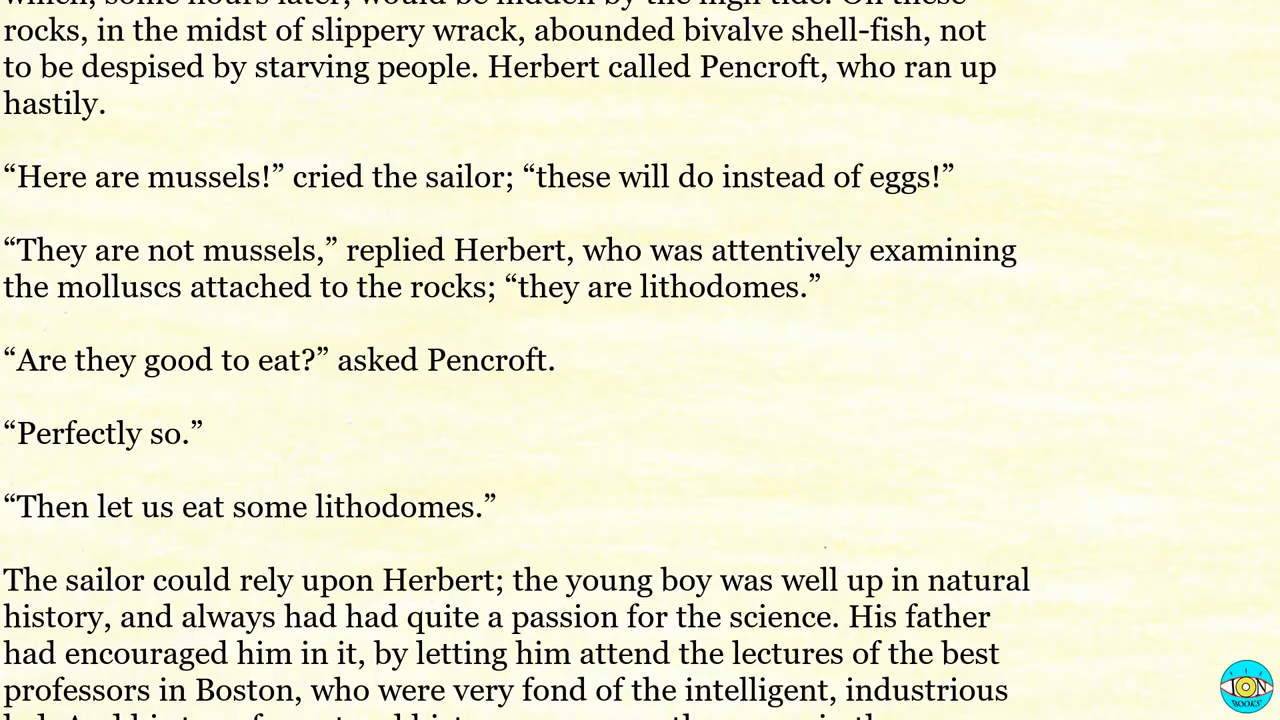 rocks, in the midst of slippery wrack, abounded bivalve shell-fish, not
to be despised by starving people. Herbert called Pencroft, who ran up
hastily.
“Here are mussels!” cried the sailor; “these will do instead of eggs!”
“They are not mussels,” replied Herbert, who was attentively examining
the molluscs attached to the rocks; “they are lithodomes.”
“Are they good to eat?” asked Pencroft.
“Perfectly so.”
“Then let us eat some lithodomes.”
The sailor could rely upon Herbert; the young boy was well up in natural
history, and always had had quite a passion for the science. His father
had encouraged him in it, by letting him attend the lectures of the best
professors in Boston, who were very fond of the intelligent, industrious
ION
BOOKS